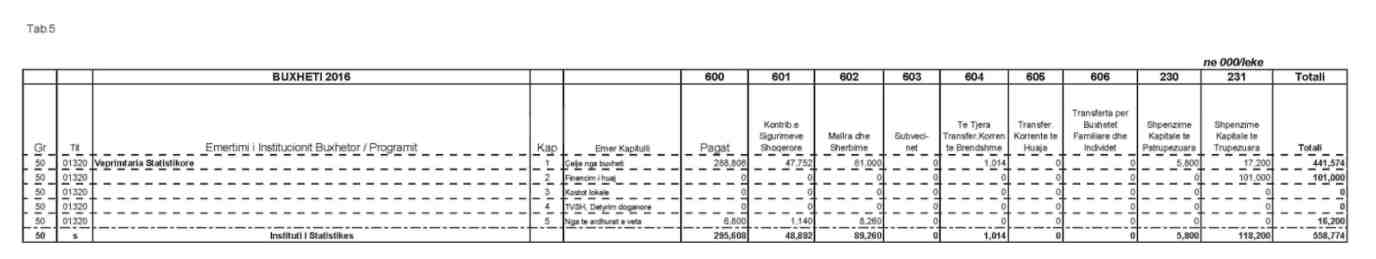 Tab.5
ne 000/leke
BUXHETI 2016 600 601 602 603 604 605 606 230 231 Totali
Gr Tit Emertimi i Institucionit Buxhetor / Programit Kap Emer Kapitulli Pagat Kontrib.e Sigurimeve Shoqerore Mallra dhe Sherbime Subvecionet Te Tjera Transfer.Korren te Brendshme Transfer. Korrente te Huaja Transferta per Buxhetet Familiare dhe Individet Shpenzime Kapitale te Patrupezuara Shpenzime Kapitale te Trupezuara Totali
50 01320 Veprimtaria Statistikore 1 Celje nga buxheti 288,808 47,752 81,000 0 1,014 0 0 5,800 17,200 441,574
50 01320 2 Financim i huaj 0 0 0 0 0 0 0 0 101,000 101,000
50 01320 3 Kostot lokale 0 0 0 0 0 0 0 0 0 0
50 01320 4 TVSH, Detyrim doganore 0 0 0 0 0 0 0 0 0 0
50 01320 5 Nga te ardhurat e veta 6,800 1,140 8,260 0 0 0 0 0 0 16,200
50 s Instituti i Statistikes 295,608 48,892 89,260 0 1,014 0 0 5,800 118,200 558,774